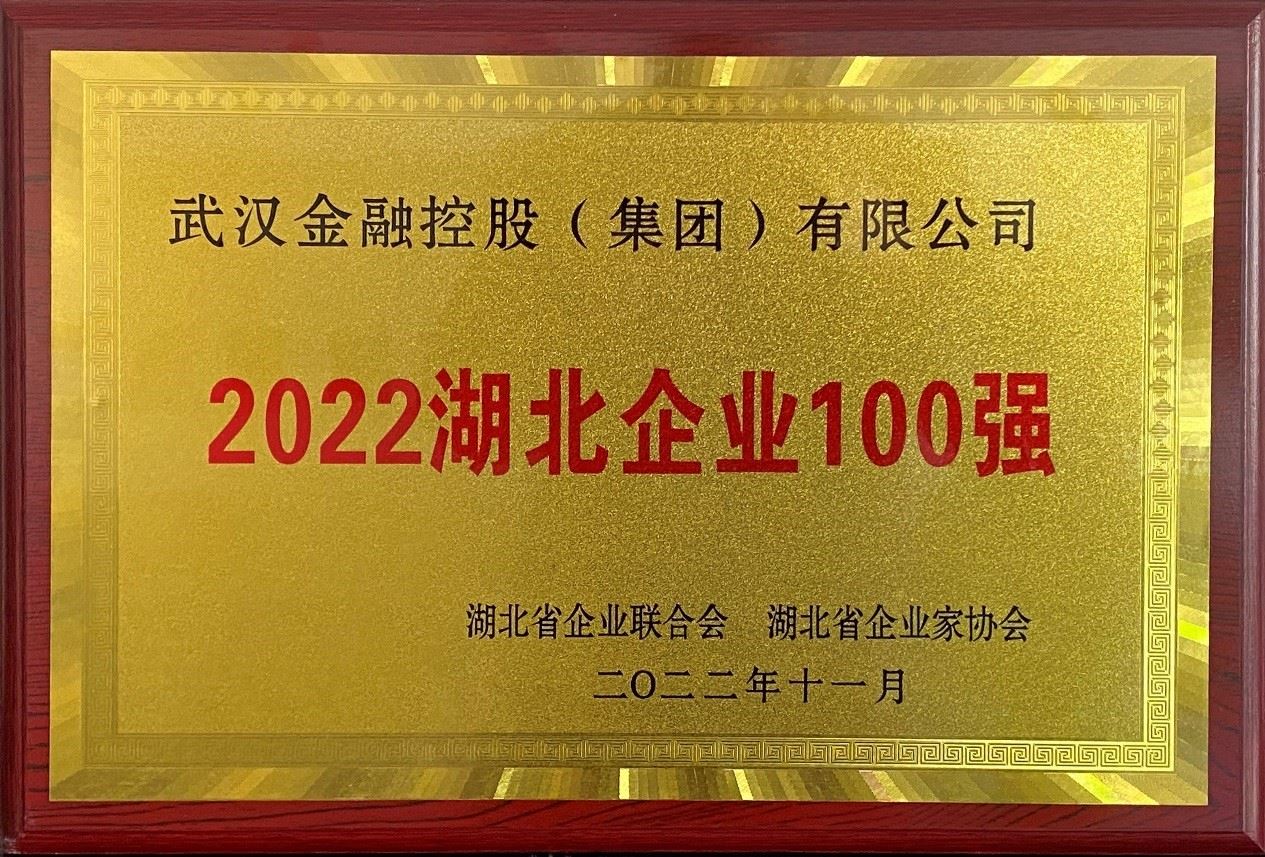 武汉金融控股（集团）有限公司
2022湖北企业100强
湖北省企业联合会 湖北省企业家协会
二〇二二年十一月